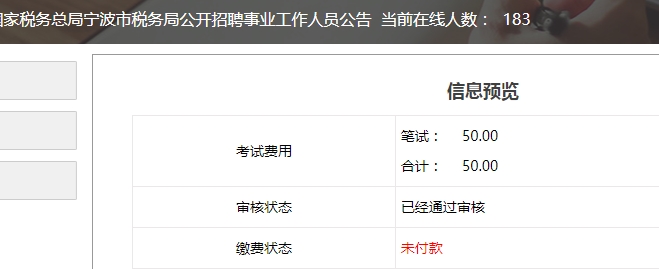 国家税务总局宁波市税务局公开招聘事业工作人员公告 当前在线人数： 183
信息预览
考试费用
笔试： 50.00
合计： 50.00
审核状态 已经通过审核
缴费状态 未付款